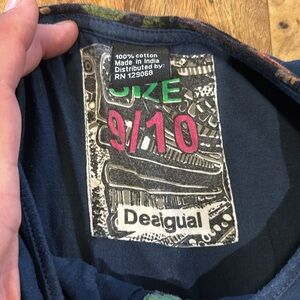 100% cotton
Made in India
Distributed by:
RN 129068
SIZE
9/10
Desigual